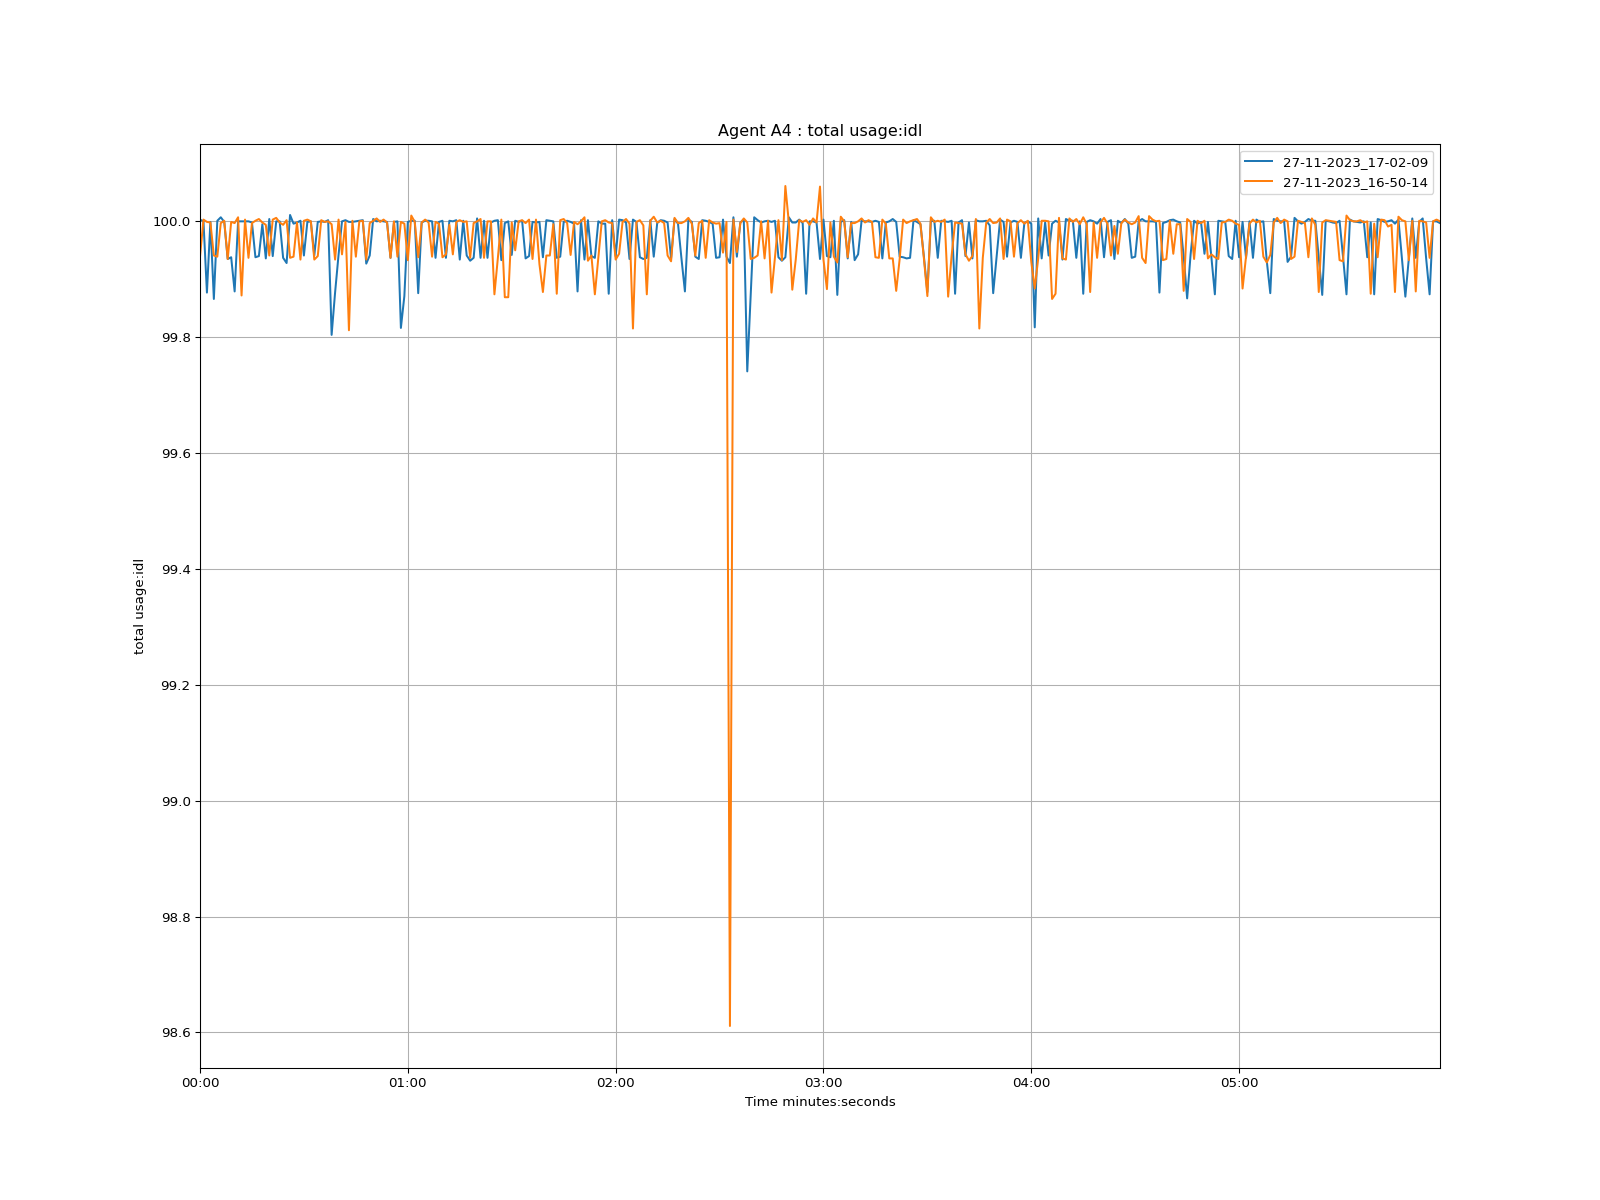 Agent A4 : total usage:idl
27-11-2023_17-02-09
27-11-2023_16-50-14
100.0
99.8
99.6
99.4
99.2
99.0
98.8
98.6
total usage:idl
00:00 01:00 02:00 03:00 04:00 05:00
Time minutes:seconds